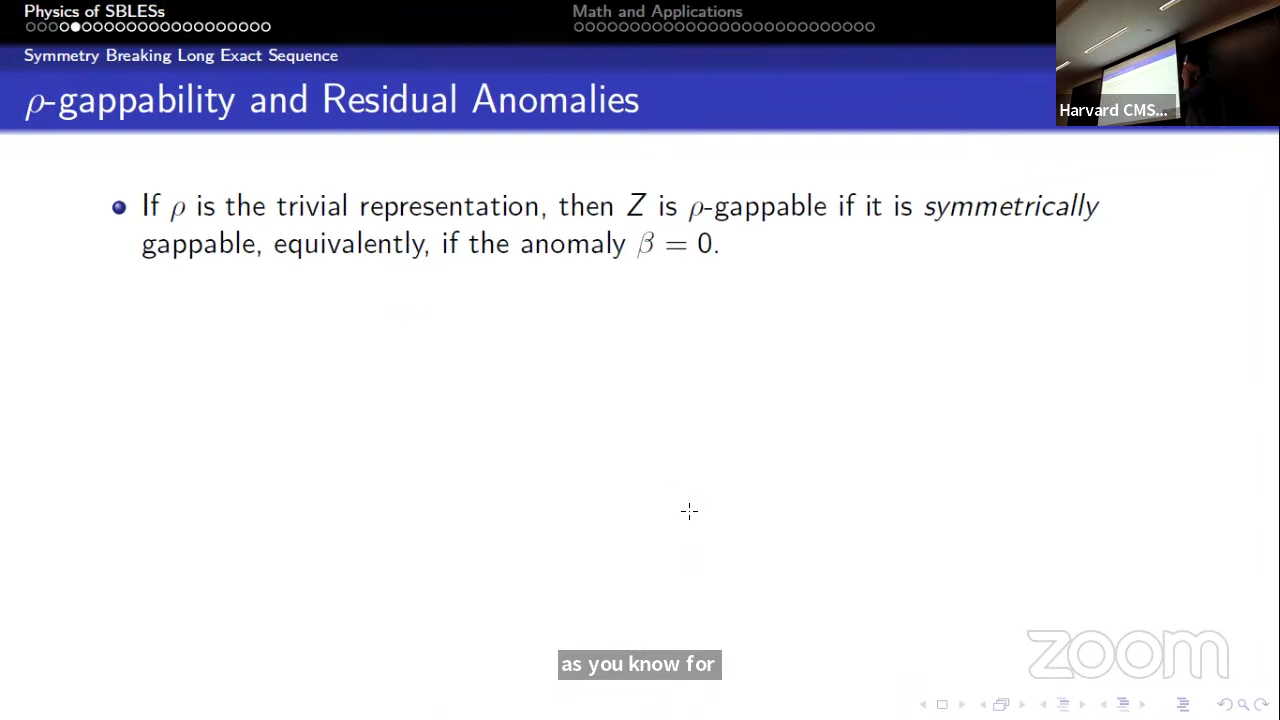 Physics of SBLESs
Math and Applications
Symmetry Breaking Long Exact Sequence
ρ-gappability and Residual Anomalies
Harvard CMS...
If ρ is the trivial representation, then Z is ρ-gappable if it is symmetrically
gappable, equivalently, if the anomaly β = 0.
zoom
as you know for